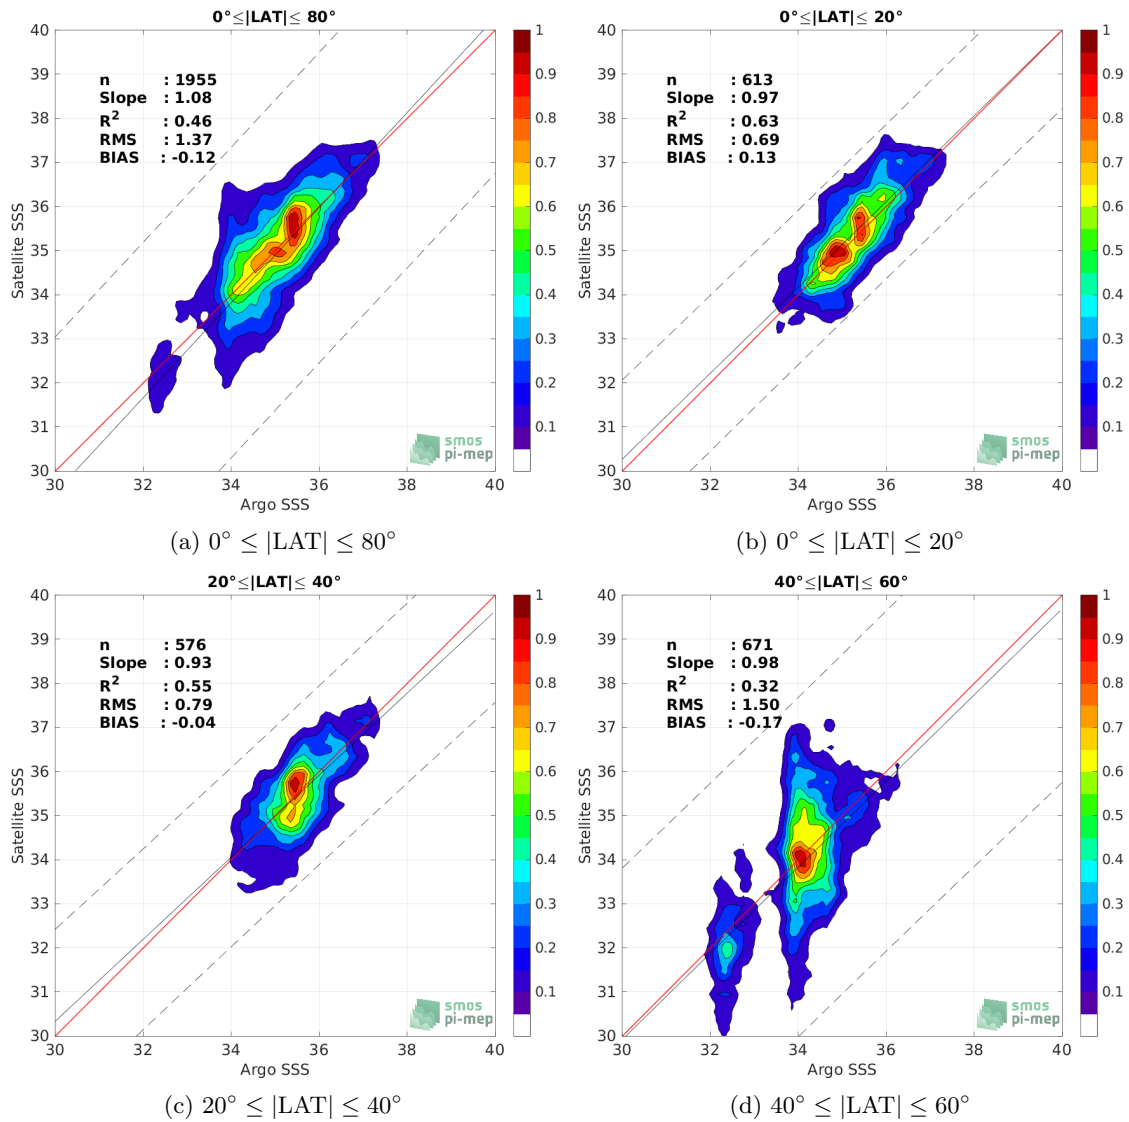 0°≤|LAT|≤ 80°
n : 1955
Slope : 1.08
R2 : 0.46
RMS : 1.37
BIAS : -0.12
40
39
38
37
36
35
34
33
32
31
30
Satellite SSS
30 32 34 36 38 40
Argo SSS
1
0.9
0.8
0.7
0.6
0.5
0.4
0.3
0.2
0.1
smos
pi-mep
(a) 0° ≤ |LAT| ≤ 80°
0°≤|LAT|≤ 20°
n : 613
Slope : 0.97
R2 : 0.63
RMS : 0.69
BIAS : 0.13
40
39
38
37
36
35
34
33
32
31
30
Satellite SSS
30 32 34 36 38 40
Argo SSS
1
0.9
0.8
0.7
0.6
0.5
0.4
0.3
0.2
0.1
smos
pi-mep
(b) 0° ≤ |LAT| ≤ 20°
20°≤|LAT|≤ 40°
n : 576
Slope : 0.93
R2 : 0.55
RMS : 0.79
BIAS : -0.04
40
39
38
37
36
35
34
33
32
31
30
Satellite SSS
30 32 34 36 38 40
Argo SSS
1
0.9
0.8
0.7
0.6
0.5
0.4
0.3
0.2
0.1
smos
pi-mep
(c) 20° ≤ |LAT| ≤ 40°
40°≤|LAT|≤ 60°
n : 671
Slope : 0.98
R2 : 0.32
RMS : 1.50
BIAS : -0.17
40
39
38
37
36
35
34
33
32
31
30
Satellite SSS
30 32 34 36 38 40
Argo SSS
1
0.9
0.8
0.7
0.6
0.5
0.4
0.3
0.2
0.1
smos
pi-mep
(d) 40° ≤ |LAT| ≤ 60°